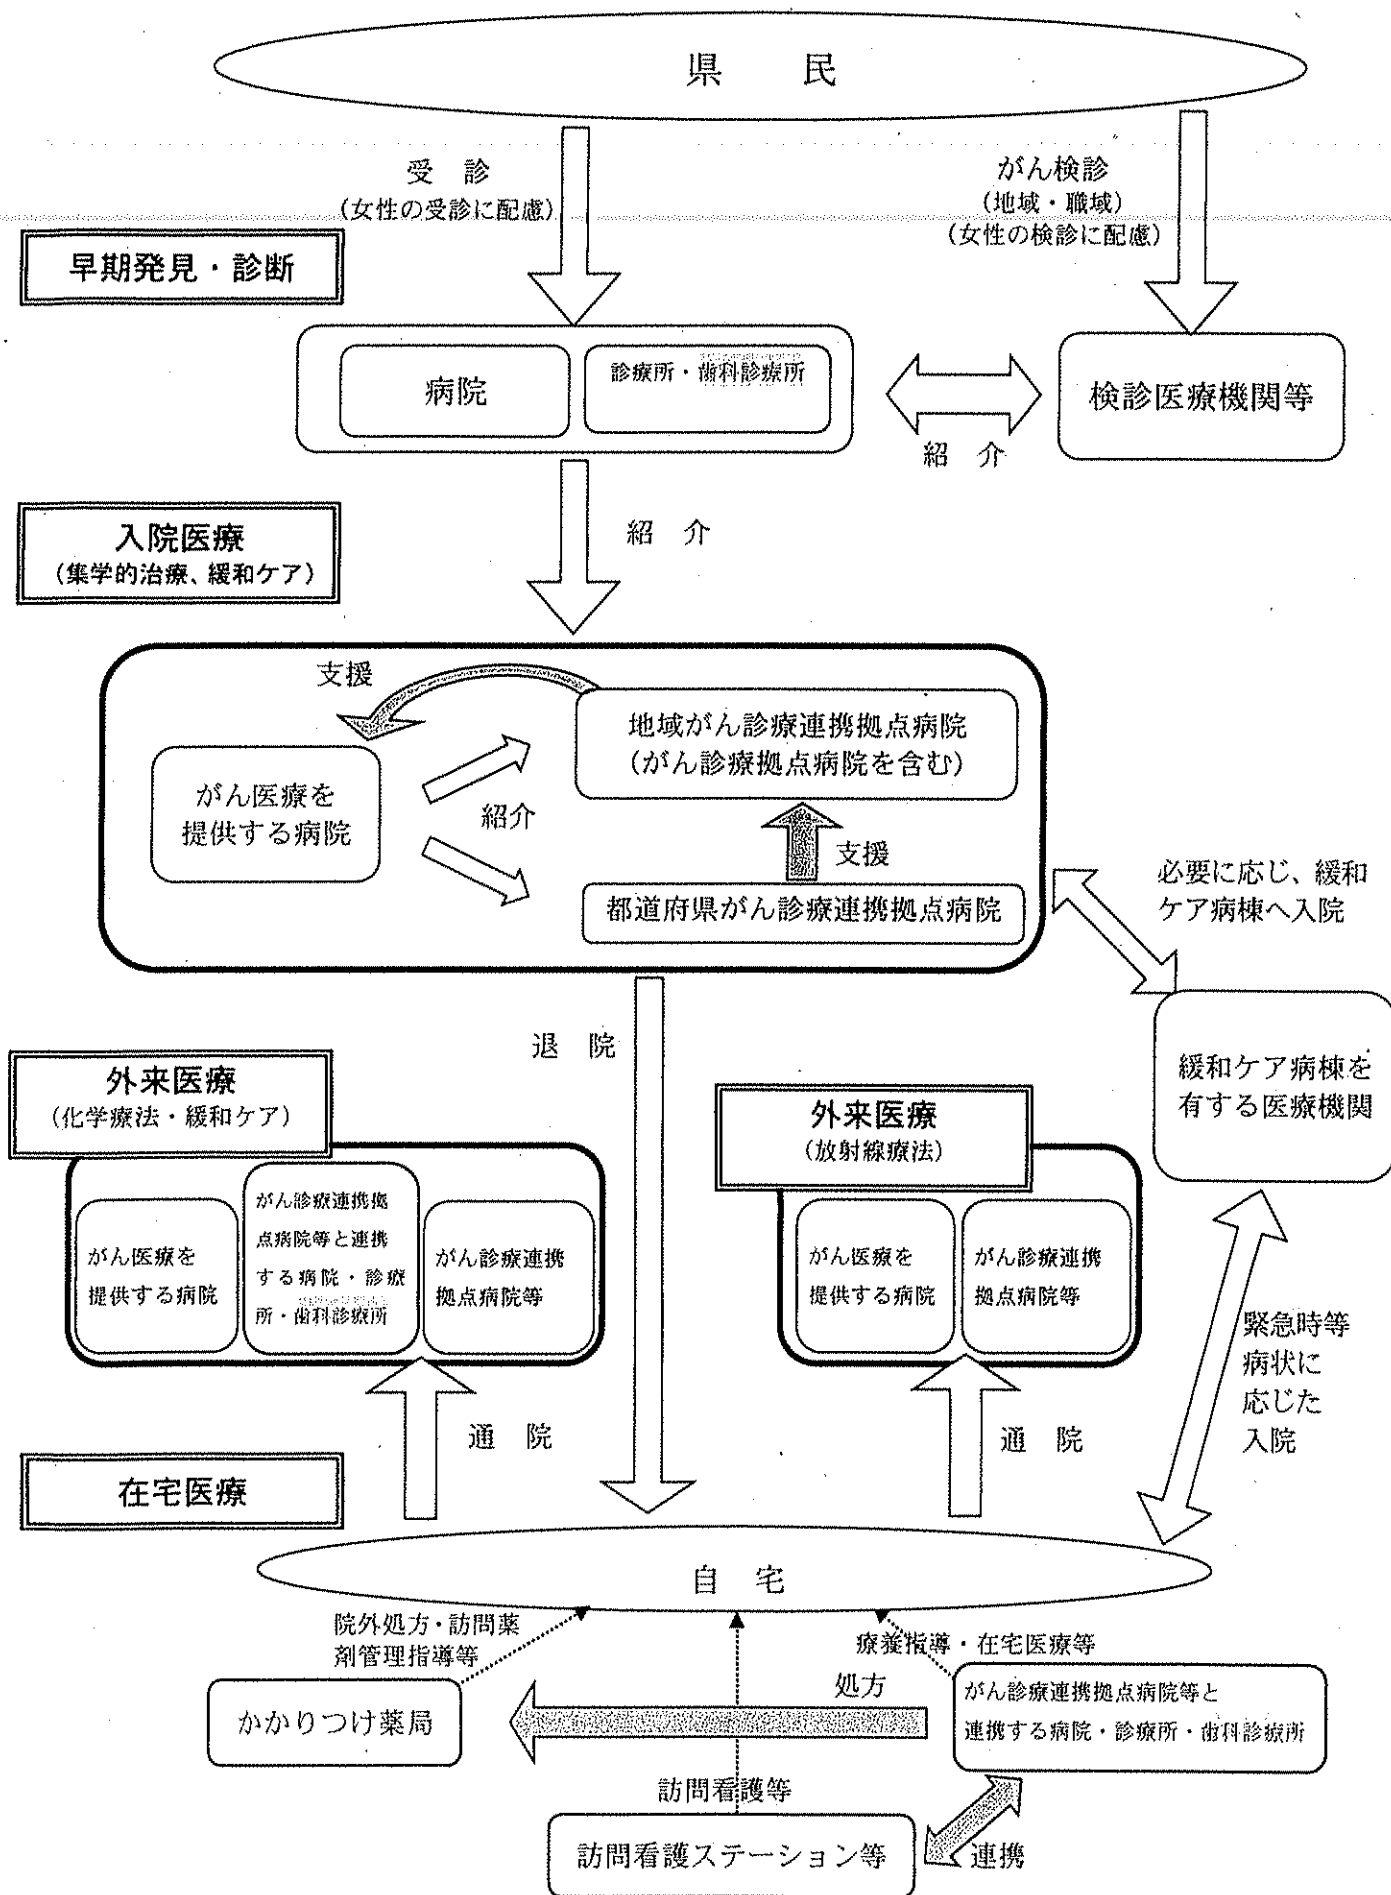 県　民
受　診
(女性の受診に配慮)
がん検診
(地域・職域)
(女性の検診に配慮)
早期発見・診断
病院
診療所・歯科診療所
紹　介
検診医療機関等
入院医療
(集学的治療、緩和ケア)
紹　介
支援
地域がん診療連携拠点病院
(がん診療拠点病院を含む)
がん医療を
提供する病院
紹介
支援
都道府県がん診療連携拠点病院
必要に応じ、緩和
ケア病棟へ入院
緩和ケア病棟を
有する医療機関
退　院
外来医療
(化学療法・緩和ケア)
がん医療を
提供する病院
がん診療連携拠
点病院等と連携
する病院・診療
所・歯科診療所
がん診療連携
拠点病院等
外来医療
(放射線療法)
がん医療を
提供する病院
がん診療連携
拠点病院等
緊急時等
病状に
応じた
入院
通　院
通　院
在宅医療
自　宅
院外処方・訪問薬
剤管理指導等
療養指導・在宅医療等
かかりつけ薬局
処方
がん診療連携拠点病院等と
連携する病院・診療所・歯科診療所
訪問看護等
訪問看護ステーション等
連携